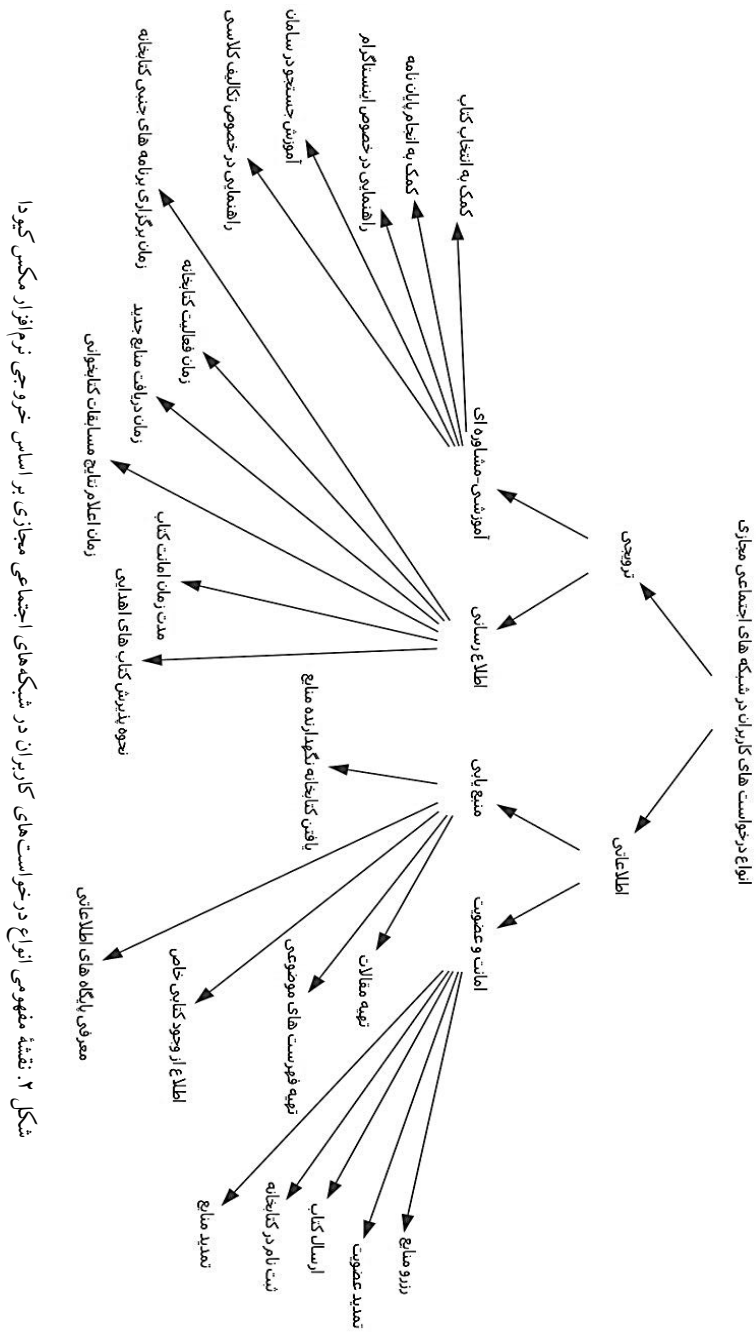 انواع درخواست های کاربران در شبکه های اجتماعی مجازی
ترویجی
اطلاعاتی
آموزشی-مشاوره ای
اطلاع رسانی
منبع یابی
امانت و عضویت
کمک به انتخاب کتاب
کمک به انجام پایان نامه
راهنمایی در خصوص اینستاگرام
آموزش جستجو در سامان
راهنمایی در خصوص تکالیف کلاسی
زمان برگزاری برنامه های جنبی کتابخانه
زمان فعالیت کتابخانه
زمان دریافت منابع جدید
زمان اعلام نتایج مسابقات کتابخوانی
مدت زمان امانت کتاب
نحوه پذیرش کتاب های اهدایی
یافتن کتابخانه نگهدارنده منابع
معرفی پایگاه های اطلاعاتی
اطلاع از وجود کتابی خاص
تهیه فهرست های موضوعی
تهیه مقالات
تمدید منابع
ثبت نام در کتابخانه
ارسال کتاب
تمدید عضویت
رزرو منابع
شکل ۲. نقشهٔ مفهومی انواع درخواست‌های کاربران در شبکه‌های اجتماعی مجازی بر اساس خروجی نرم‌افزار مکس کیودا